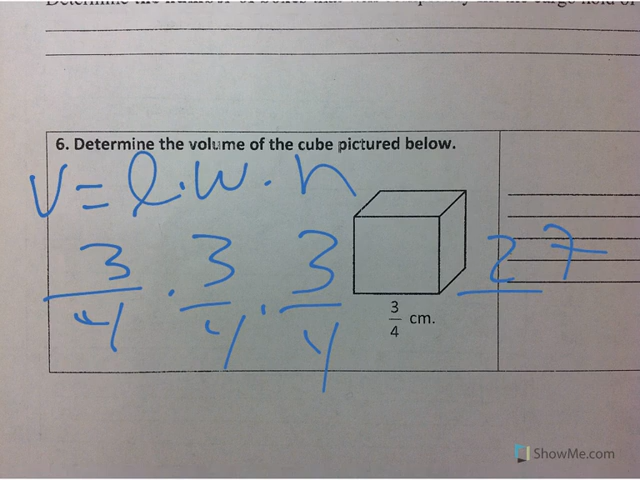 6. Determine the volume of the cube pictured below.
V = l · w · h
3/4 · 3/4 · 3/4
27
3/4 cm.
ShowMe.com